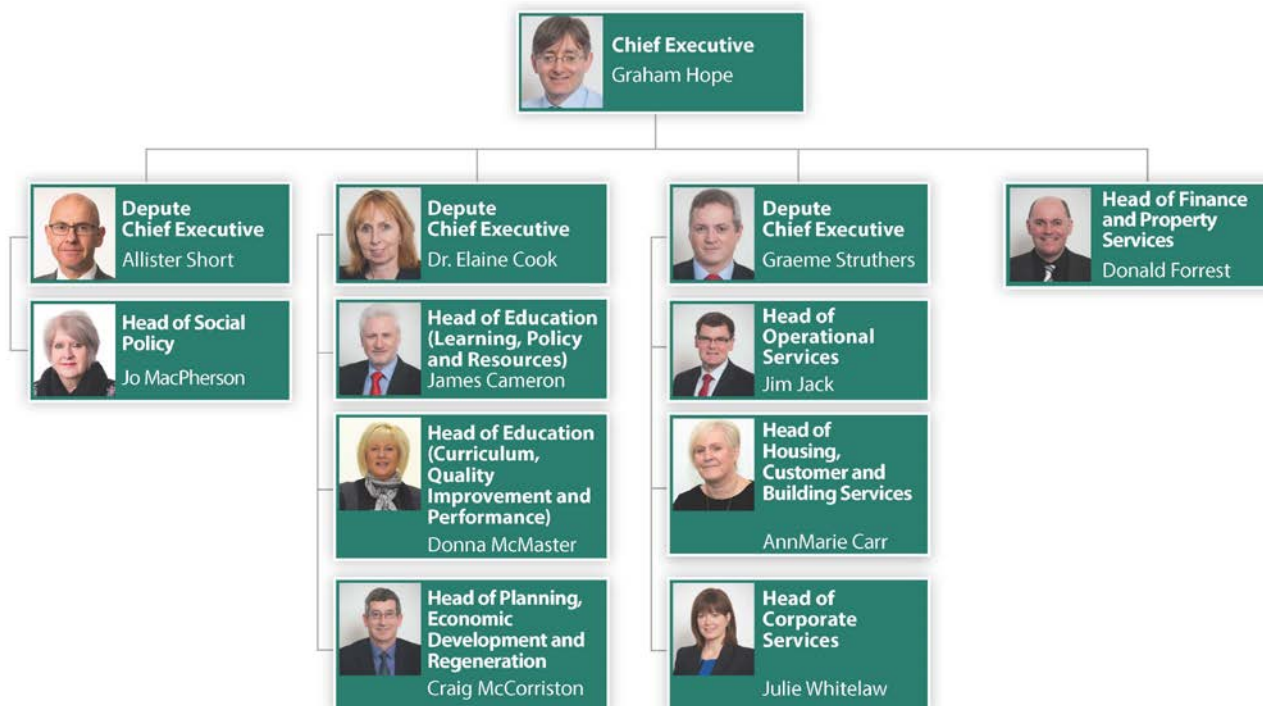 Chief Executive
Graham Hope
Depute
Chief Executive
Allister Short
Head of Social
Policy
Jo MacPherson
Depute
Chief Executive
Dr. Elaine Cook
Head of Education
(Learning, Policy
and Resources)
James Cameron
Head of Education
(Curriculum,
Quality
Improvement and
Performance)
Donna McMaster
Head of Planning,
Economic
Development and
Regeneration
Craig McCorriston
Depute
Chief Executive
Graeme Struthers
Head of
Operational
Services
Jim Jack
Head of
Housing,
Customer and
Building Services
AnnMarie Carr
Head of
Corporate
Services
Julie Whitelaw
Head of Finance
and Property
Services
Donald Forrest